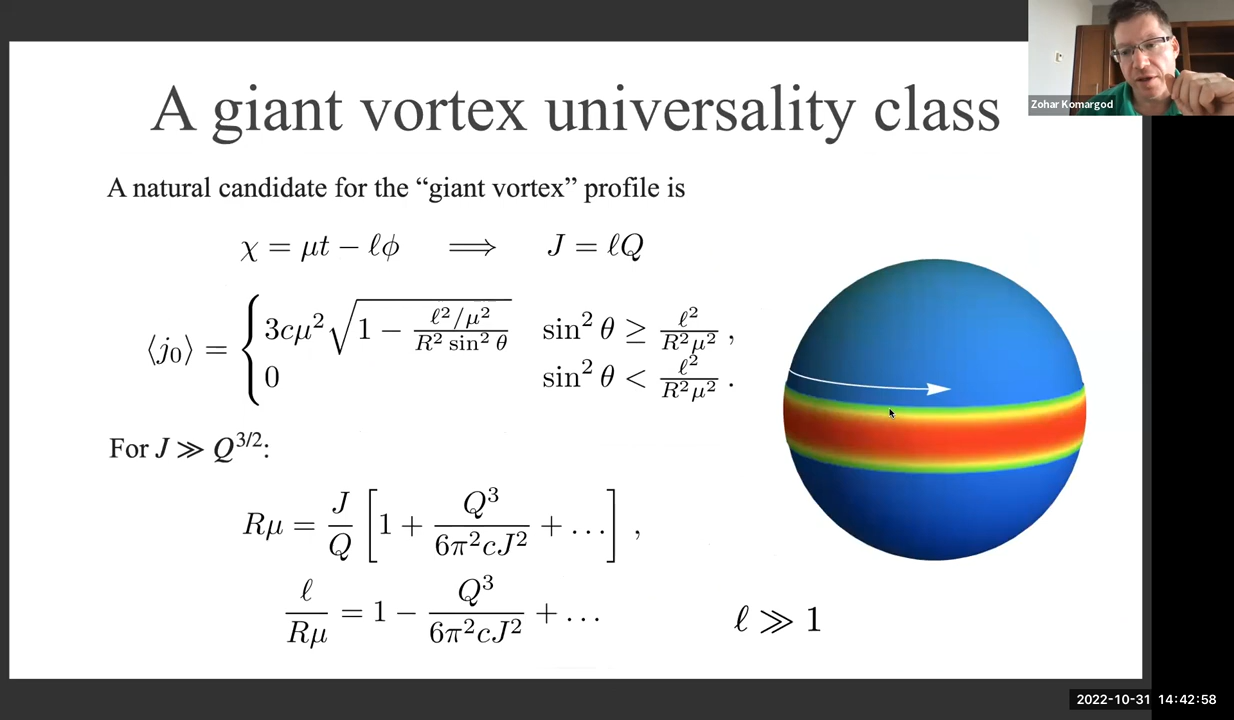 A giant vortex universality class
Zohar Komargod
A natural candidate for the “giant vortex” profile is
χ = μt − ℓϕ ⟹ J = ℓQ
⟨j₀⟩ = { 3cμ² √(1 − (ℓ²/μ²)/(R² sin² θ)) sin² θ ≥ ℓ²/(R²μ²) ,
0 sin² θ < ℓ²/(R²μ²) .
For J ≫ Q^{3/2}:
Rμ = J/Q [1 + Q³/(6π²cJ²) + …] ,
ℓ/(Rμ) = 1 − Q³/(6π²cJ²) + … ℓ ≫ 1
2022-10-31 14:42:58